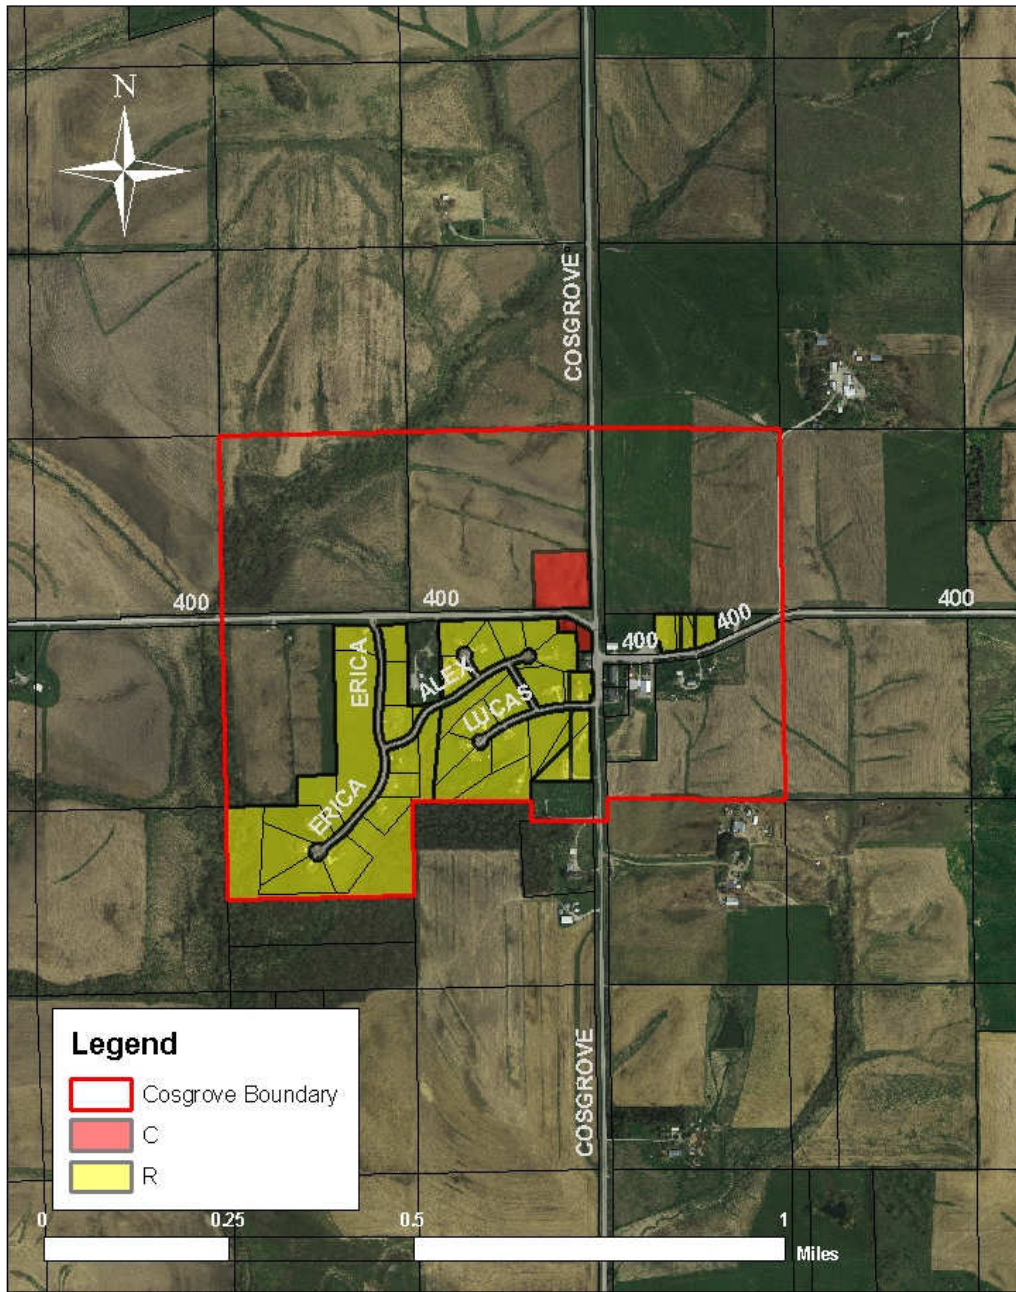 N
COSGROVE
400
400
400
400
400
ERICA
ALEX
LUCAS
ERICA
COSGROVE
Legend
Cosgrove Boundary
C
R
0 0.25 0.5 1
Miles